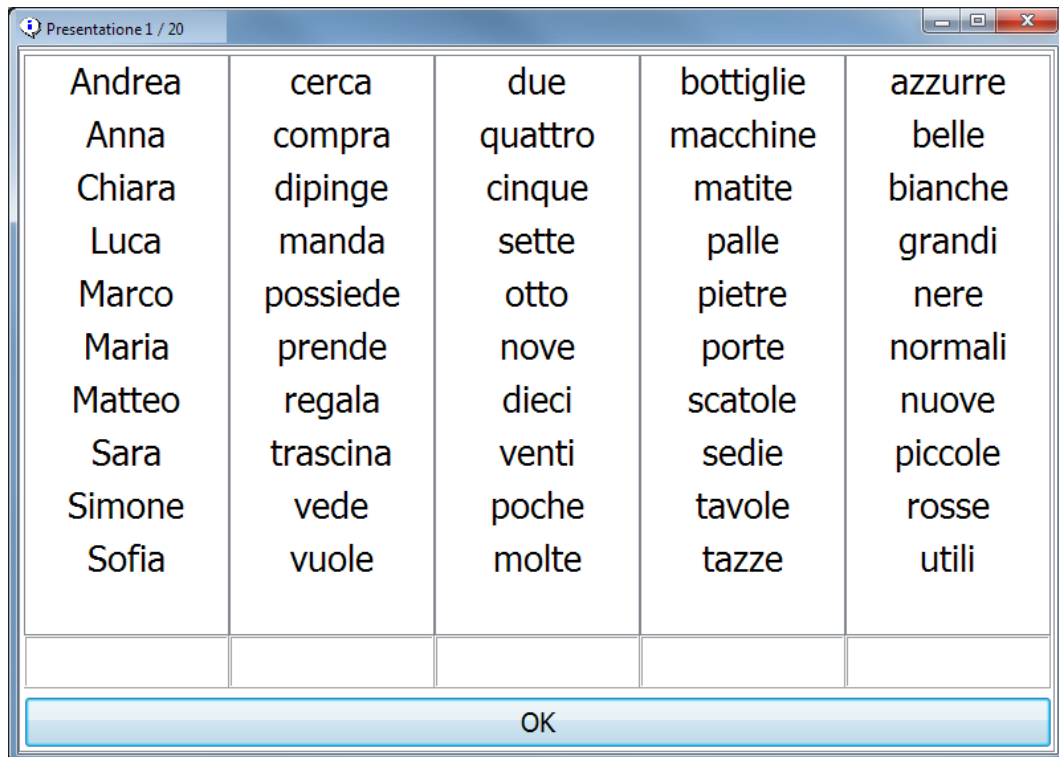 Presentatione 1 / 20
Andrea cerca due bottiglie azzurre
Anna compra quattro macchine belle
Chiara dipinge cinque matite bianche
Luca manda sette palle grandi
Marco possiede otto pietre nere
Maria prende nove porte normali
Matteo regala dieci scatole nuove
Sara trascina venti sedie piccole
Simone vede poche tavole rosse
Sofia vuole molte tazze utili
OK